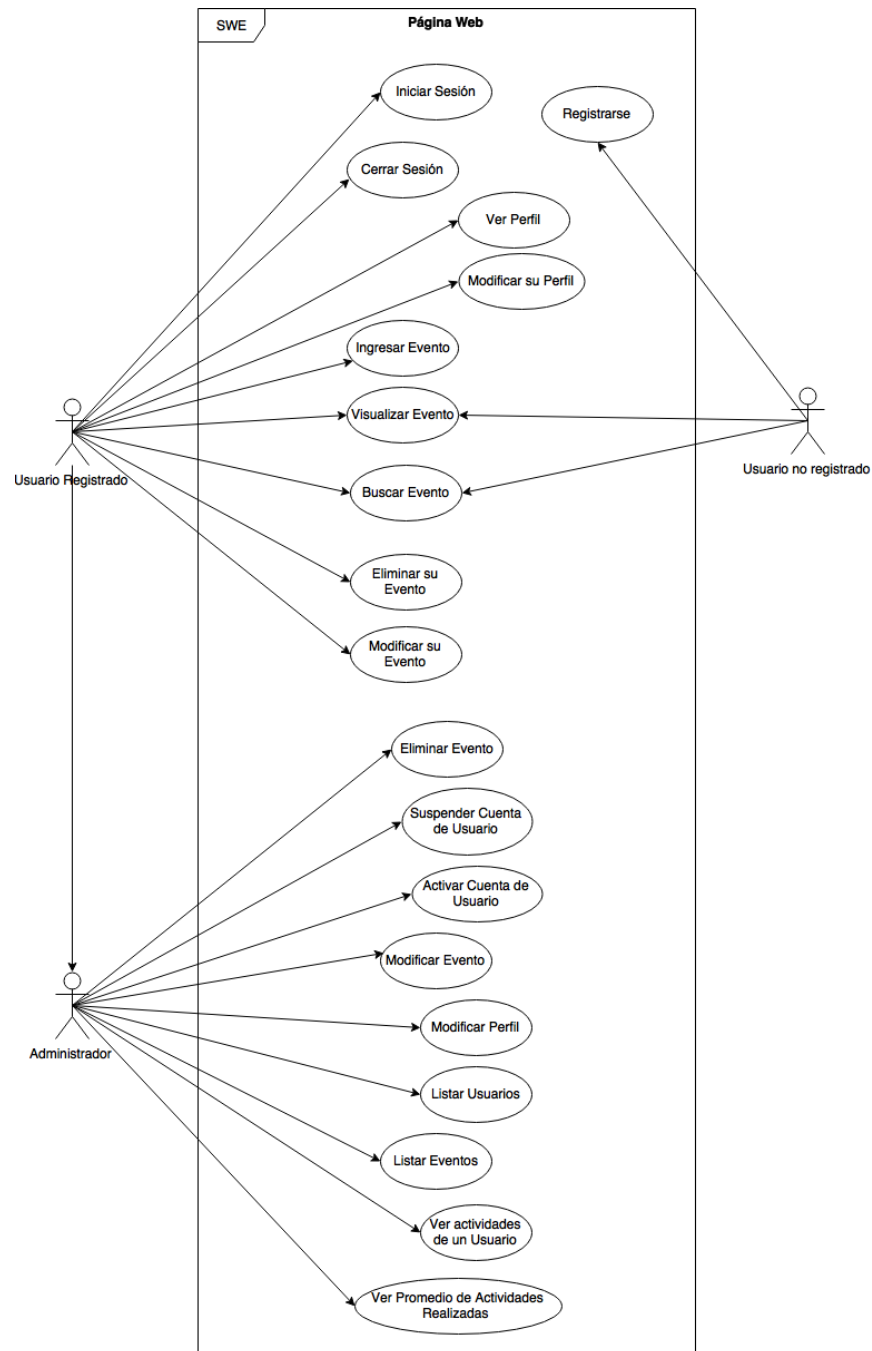 SWE
Página Web
Iniciar Sesión
Registrarse
Cerrar Sesión
Ver Perfil
Modificar su Perfil
Ingresar Evento
Visualizar Evento
Usuario Registrado
Usuario no registrado
Buscar Evento
Eliminar su
Evento
Modificar su
Evento
Eliminar Evento
Suspender Cuenta
de Usuario
Activar Cuenta de
Usuario
Modificar Evento
Modificar Perfil
Administrador
Listar Usuarios
Listar Eventos
Ver actividades
de un Usuario
Ver Promedio de Actividades
Realizadas